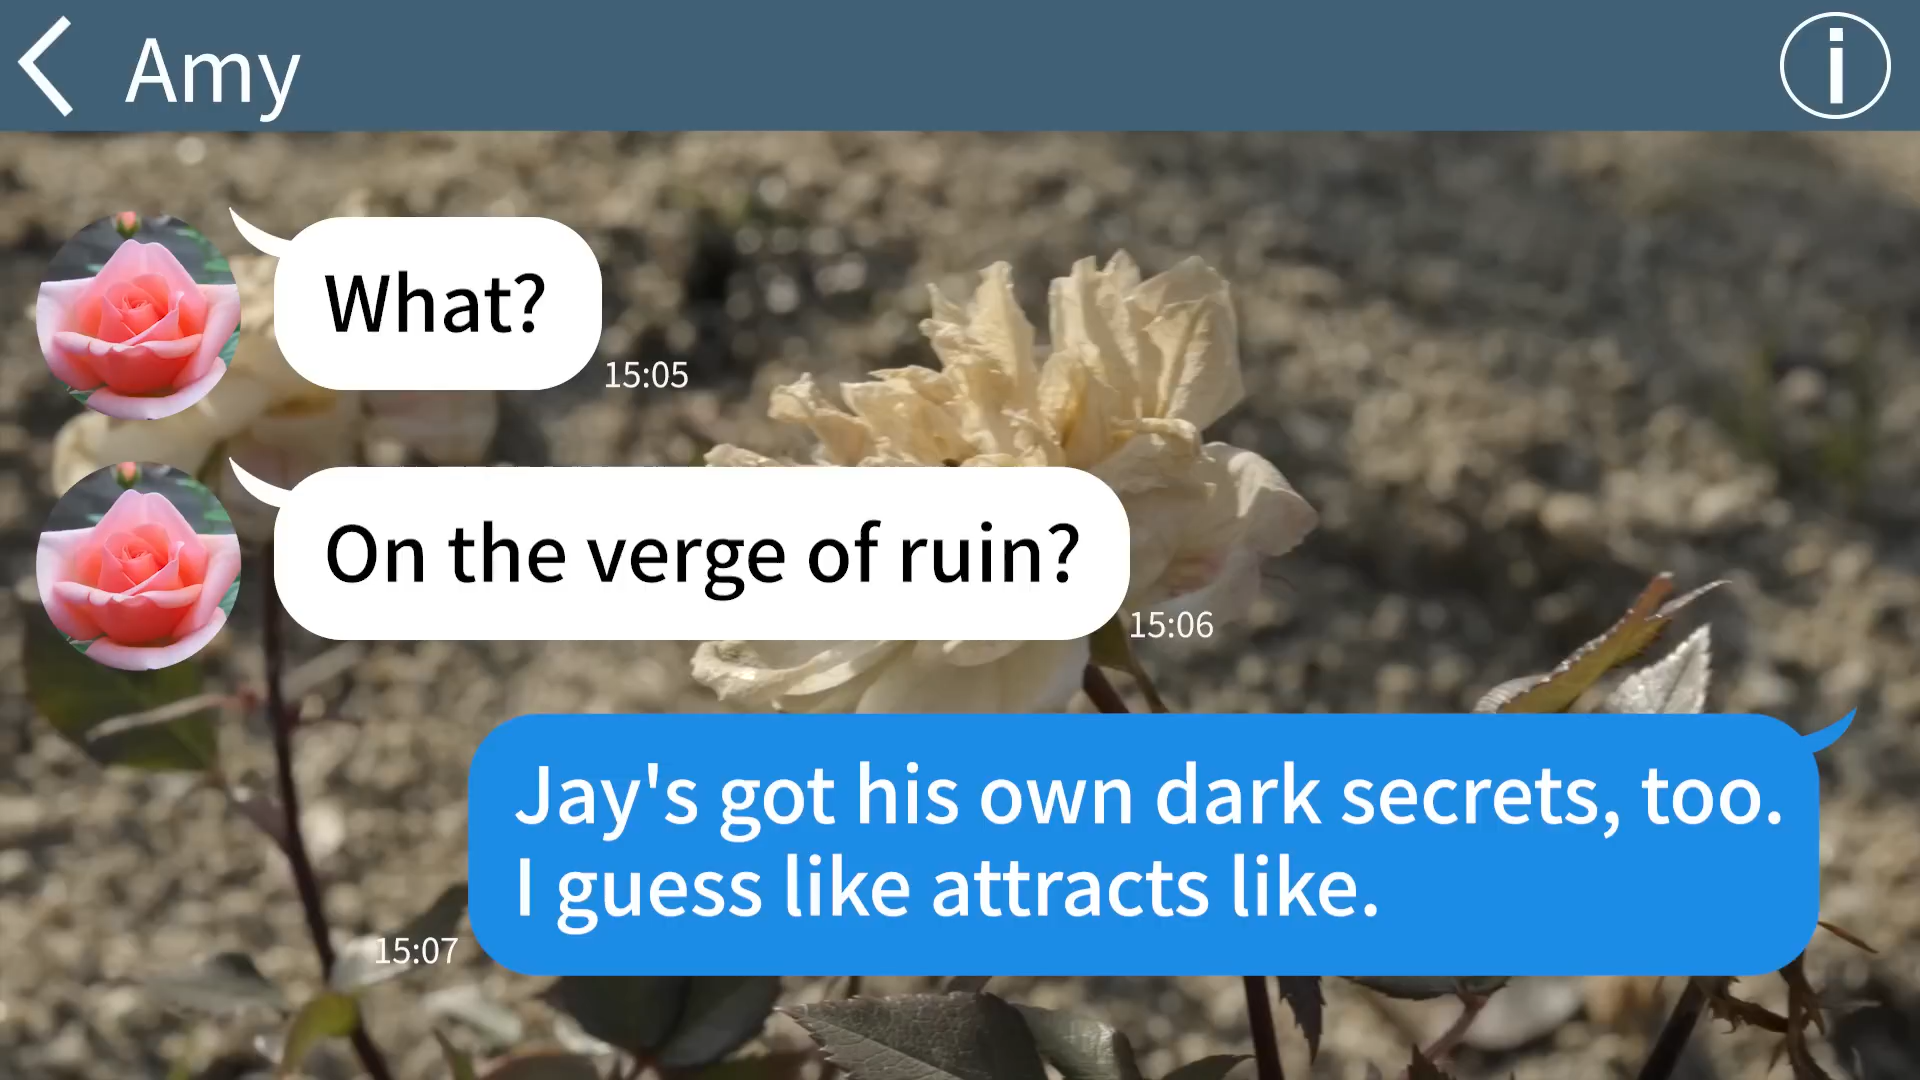 Amy
What?
15:05
On the verge of ruin?
15:06
Jay's got his own dark secrets, too.
I guess like attracts like.
15:07